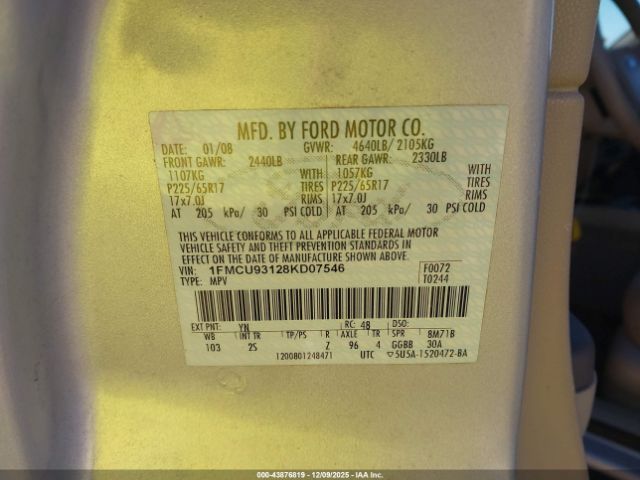 MFD. BY FORD MOTOR CO.
DATE: 01/08 GVWR: 4640LB/ 2105KG
FRONT GAWR: 2440LB REAR GAWR: 2330LB
1107KG WITH 1057KG WITH
P225/65R17 TIRES P225/65R17 TIRES
17x7.0J RIMS 17x7.0J RIMS
AT 205 kPa/ 30 PSI COLD AT 205 kPa/ 30 PSI COLD
THIS VEHICLE CONFORMS TO ALL APPLICABLE FEDERAL MOTOR
VEHICLE SAFETY AND THEFT PREVENTION STANDARDS IN
EFFECT ON THE DATE OF MANUFACTURE SHOWN ABOVE.
VIN: 1FMCU93128KD07546 F0072
TYPE: MPV T0244
EXT PNT: YN RC: 48 DSO:
WB INT TR TP/PS R AXLE TR SPR 8M71B
103 2S Z 96 4 GGBB 30A
1200801248471 UTC ▽5U5A-1520472-BA
000-43876819 - 12/09/2025 - IAA Inc.